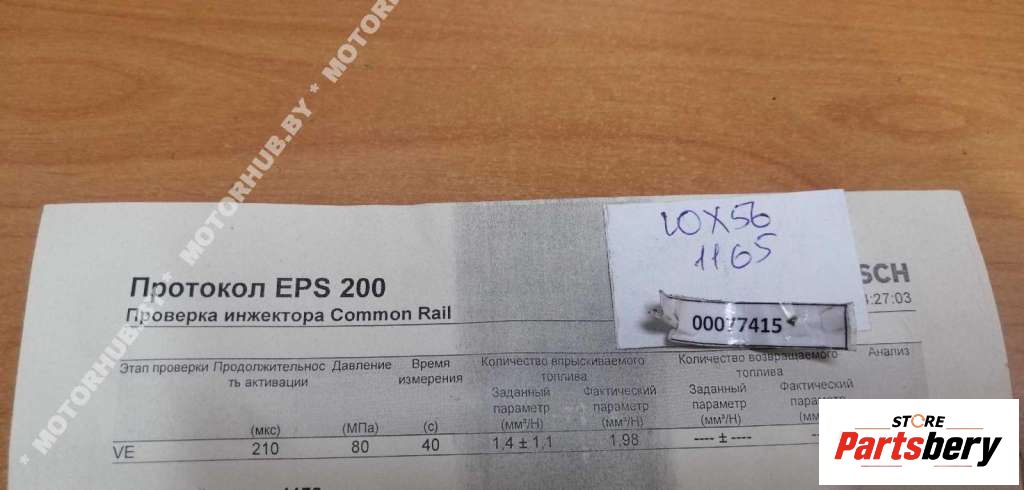 * MOTORHUB.BY * MOTORHUB.BY * MOTOR
10X56
1165
00077415
SCH
4:27:03
Протокол EPS 200
Проверка инжектора Common Rail
Этап проверки Продолжительнос Давление Время Количество впрыскиваемого Количество возвращаемого Анализ
ть активации измерения топлива топлива
Заданный Фактический Заданный Фактический
параметр параметр параметр парам
(мкс) (МПа) (с) (мм³/H) (мм³/H) (мм³/H) (мм³
VE 210 80 40 1,4 ± 1,1 1,98 ---- ± ----
STORE
Partsbery